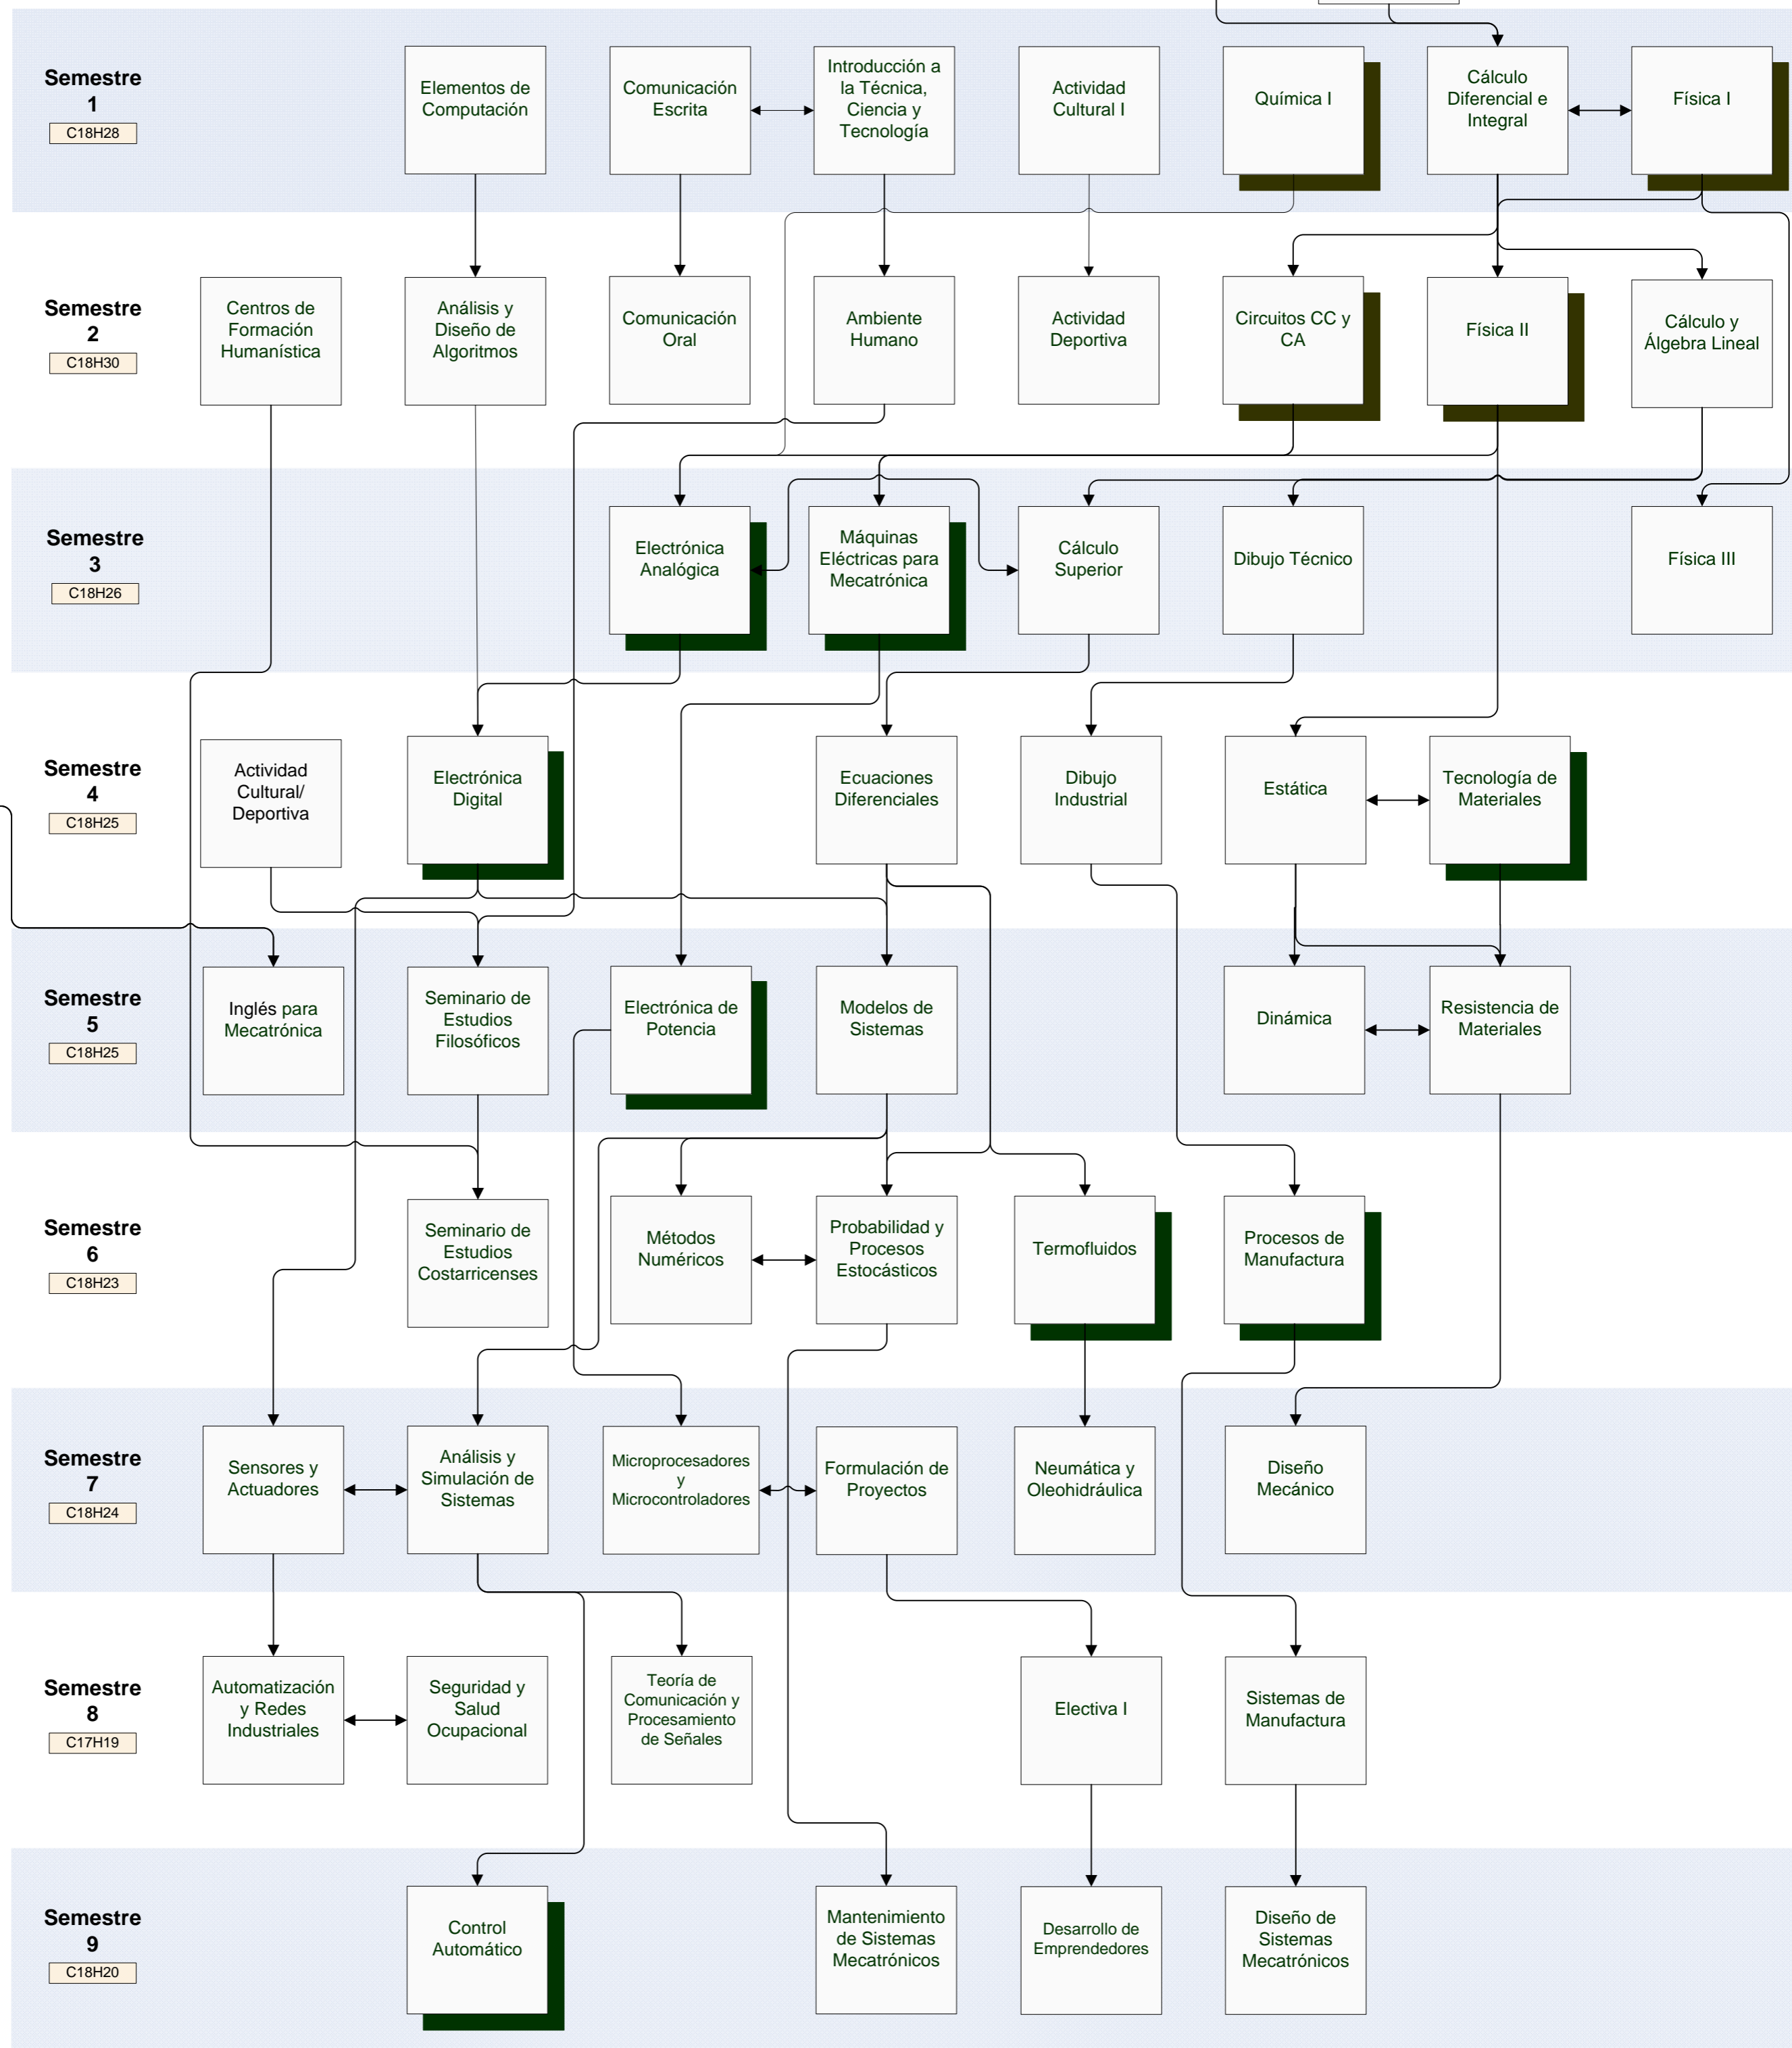 Semestre
1
C18H28
Elementos de
Computación
Comunicación
Escrita
Introducción a
la Técnica,
Ciencia y
Tecnología
Actividad
Cultural I
Química I
Cálculo
Diferencial e
Integral
Física I
Semestre
2
C18H30
Centros de
Formación
Humanística
Análisis y
Diseño de
Algoritmos
Comunicación
Oral
Ambiente
Humano
Actividad
Deportiva
Circuitos CC y
CA
Física II
Cálculo y
Álgebra Lineal
Semestre
3
C18H26
Electrónica
Analógica
Máquinas
Eléctricas para
Mecatrónica
Cálculo
Superior
Dibujo Técnico
Física III
Semestre
4
C18H25
Actividad
Cultural/
Deportiva
Electrónica
Digital
Ecuaciones
Diferenciales
Dibujo
Industrial
Estática
Tecnología de
Materiales
Semestre
5
C18H25
Inglés para
Mecatrónica
Seminario de
Estudios
Filosóficos
Electrónica de
Potencia
Modelos de
Sistemas
Dinámica
Resistencia de
Materiales
Semestre
6
C18H23
Seminario de
Estudios
Costarricenses
Métodos
Numéricos
Probabilidad y
Procesos
Estocásticos
Termofluidos
Procesos de
Manufactura
Semestre
7
C18H24
Sensores y
Actuadores
Análisis y
Simulación de
Sistemas
Microprocesadores
y
Microcontroladores
Formulación de
Proyectos
Neumática y
Oleohidráulica
Diseño
Mecánico
Semestre
8
C17H19
Automatización
y Redes
Industriales
Seguridad y
Salud
Ocupacional
Teoría de
Comunicación y
Procesamiento
de Señales
Electiva I
Sistemas de
Manufactura
Semestre
9
C18H20
Control
Automático
Mantenimiento
de Sistemas
Mecatrónicos
Desarrollo de
Emprendedores
Diseño de
Sistemas
Mecatrónicos